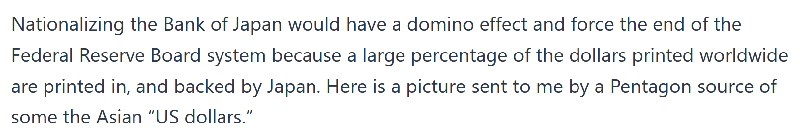 Nationalizing the Bank of Japan would have a domino effect and force the end of the
Federal Reserve Board system because a large percentage of the dollars printed worldwide
are printed in, and backed by Japan. Here is a picture sent to me by a Pentagon source of
some the Asian “US dollars.”